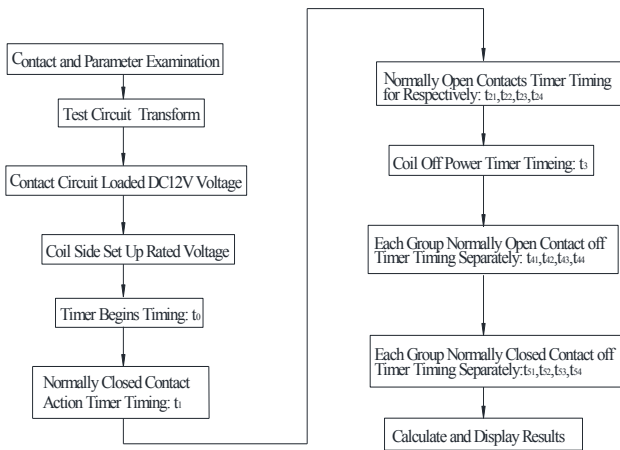 Contact and Parameter Examination
Test Circuit Transform
Contact Circuit Loaded DC12V Voltage
Coil Side Set Up Rated Voltage
Timer Begins Timing: t0
Normally Closed Contact
Action Timer Timing: t1
Normally Open Contacts Timer Timing
for Respectively: t21,t22,t23,t24
Coil Off Power Timer Timeing: t3
Each Group Normally Open Contact off
Timer Timing Separately: t41,t42,t43,t44
Each Group Normally Closed Contact off
Timer Timing Separately:t51,t52,t53,t54
Calculate and Display Results